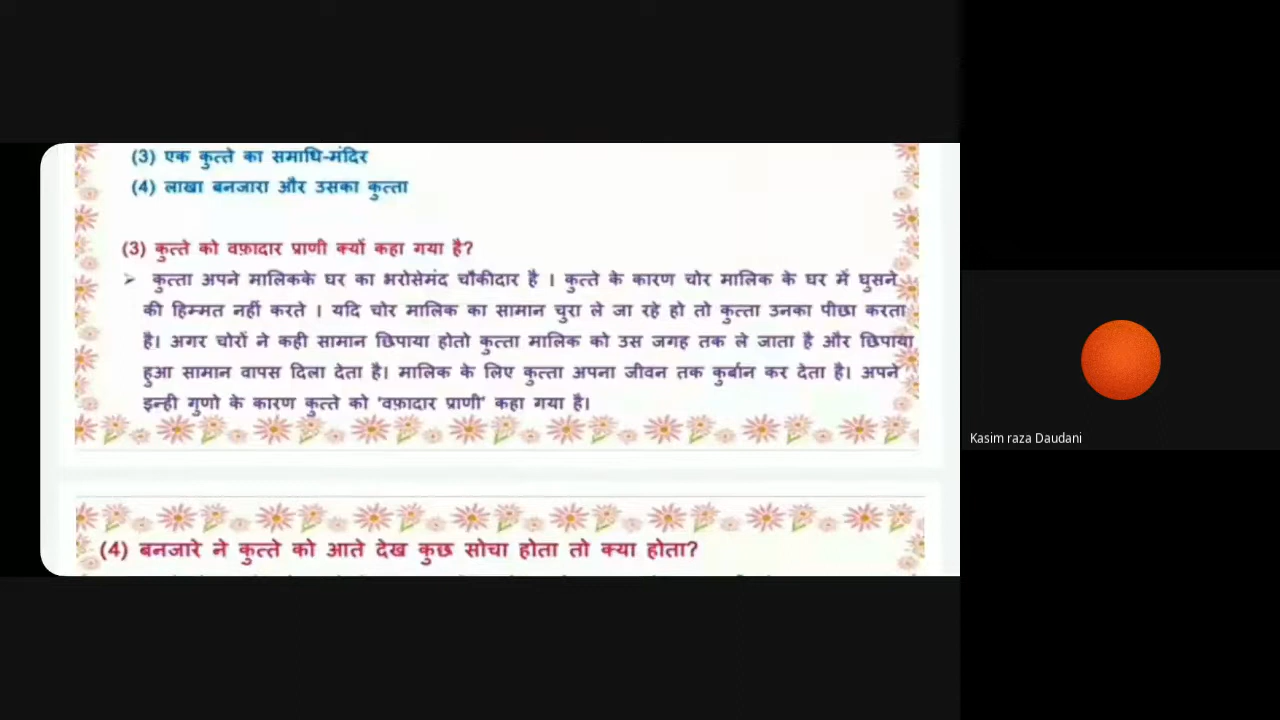 (3) एक कुत्ते का समाधि-मंदिर
(4) लाखा बनजारा और उसका कुत्ता
(3) कुत्ते को वफ़ादार प्राणी क्यों कहा गया है?
➢ कुत्ता अपने मालिकके घर का भरोसेमंद चौकीदार है । कुत्ते के कारण चोर मालिक के घर में घुसने
की हिम्मत नहीं करते । यदि चोर मालिक का सामान चुरा ले जा रहे हो तो कुत्ता उनका पीछा करता
है। अगर चोरों ने कही सामान छिपाया होतो कुत्ता मालिक को उस जगह तक ले जाता है और छिपाया
हुआ सामान वापस दिला देता है। मालिक के लिए कुत्ता अपना जीवन तक कुर्बान कर देता है। अपने
इन्ही गुणो के कारण कुत्ते को 'वफ़ादार प्राणी' कहा गया है।
(4) बनजारे ने कुत्ते को आते देख कुछ सोचा होता तो क्या होता?
Kasim raza Daudani